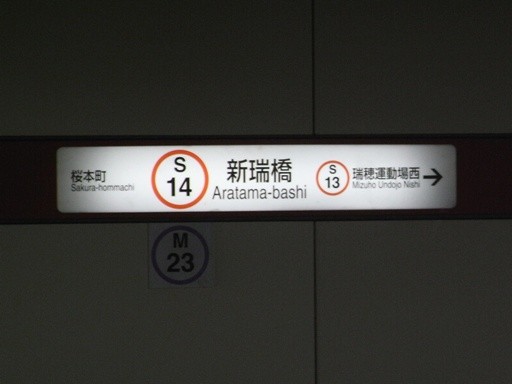 桜本町
Sakura-hommachi
S
14
新瑞橋
Aratama-bashi
S
13
瑞穂運動場西
Mizuho Undojo Nishi
→
M
23